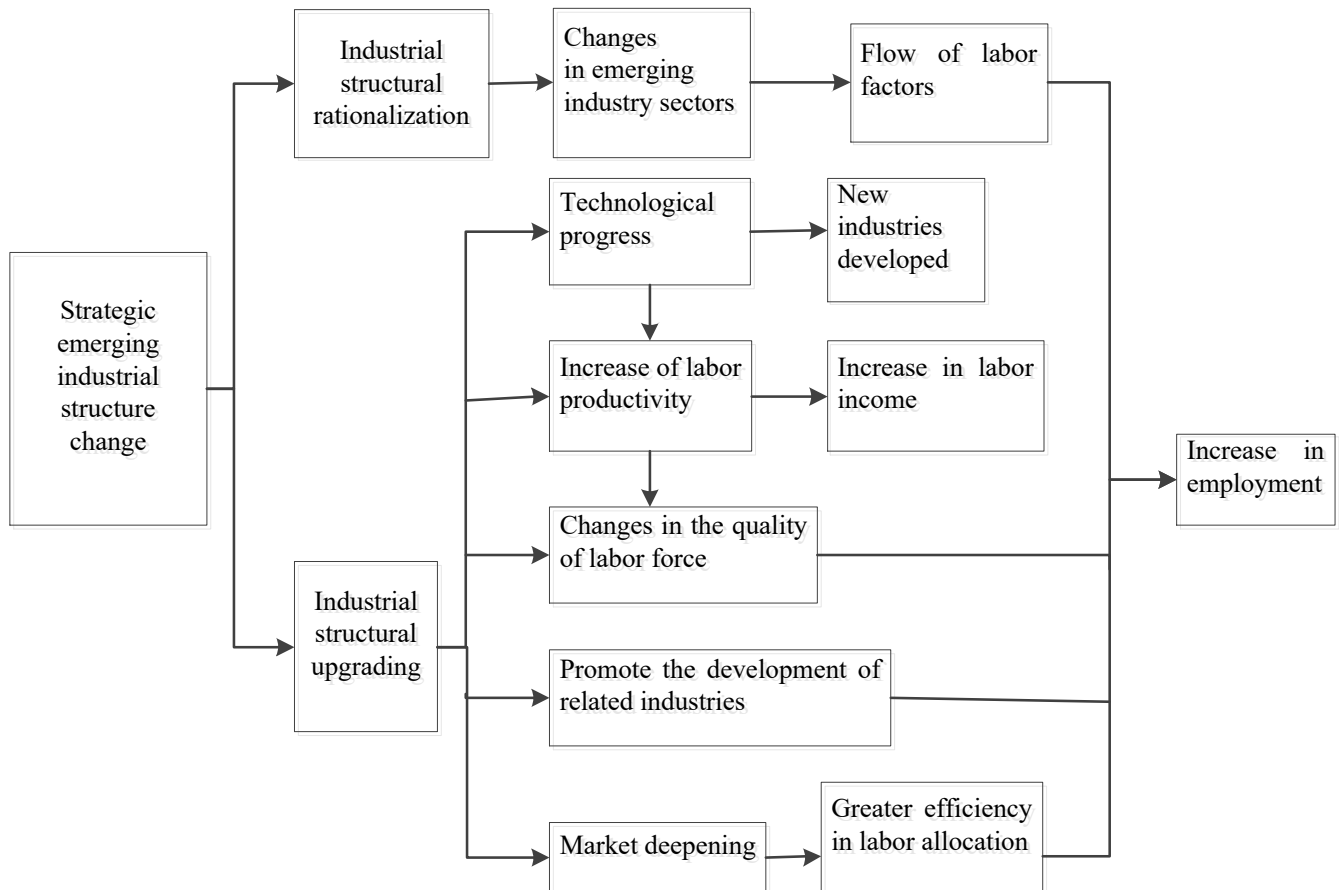 Strategic
emerging
industrial
structure
change
Industrial
structural
rationalization
Changes
in emerging
industry sectors
Flow of labor
factors
Technological
progress
New
industries
developed
Increase of labor
productivity
Increase in labor
income
Changes in the quality
of labor force
Industrial
structural
upgrading
Promote the development of
related industries
Market deepening
Greater efficiency
in labor allocation
Increase in
employment